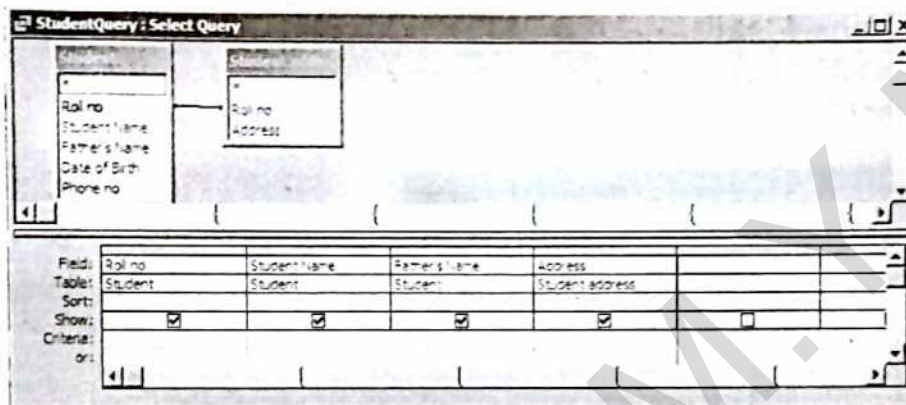 StudentQuery : Select Query
Student
*
Roll no
Student Name
Father's Name
Date of Birth
Phone no
*
Roll no
Address
Field: Roll no Student Name Father's Name Address
Table: Student Student Student Student address
Sort:
Show:
Criteria:
or:
M.Y